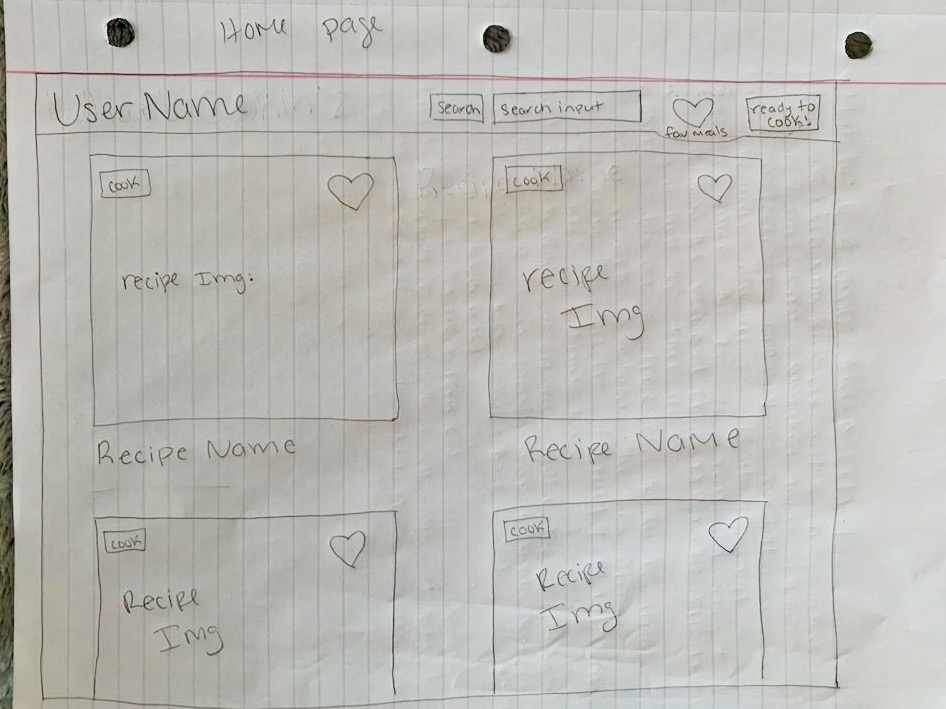 Home page
User Name
Search
Search input
fav meals
ready to
cook!
cook
recipe Img:
cook
recipe
Img
Recipe Name
Recipe Name
cook
Recipe
Img
cook
Recipe
Img